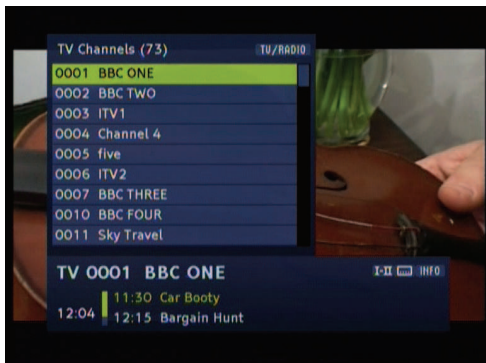 TV Channels (73) TV/RADIO
0001 BBC ONE
0002 BBC TWO
0003 ITV1
0004 Channel 4
0005 five
0006 ITV2
0007 BBC THREE
0010 BBC FOUR
0011 Sky Travel
TV 0001 BBC ONE I-II INFO
11:30 Car Booty
12:04
12:15 Bargain Hunt